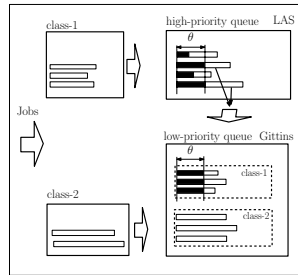 class-1
high-priority queue LAS
θ
Jobs
low-priority queue Gittins
θ
class-1
class-2
class-2